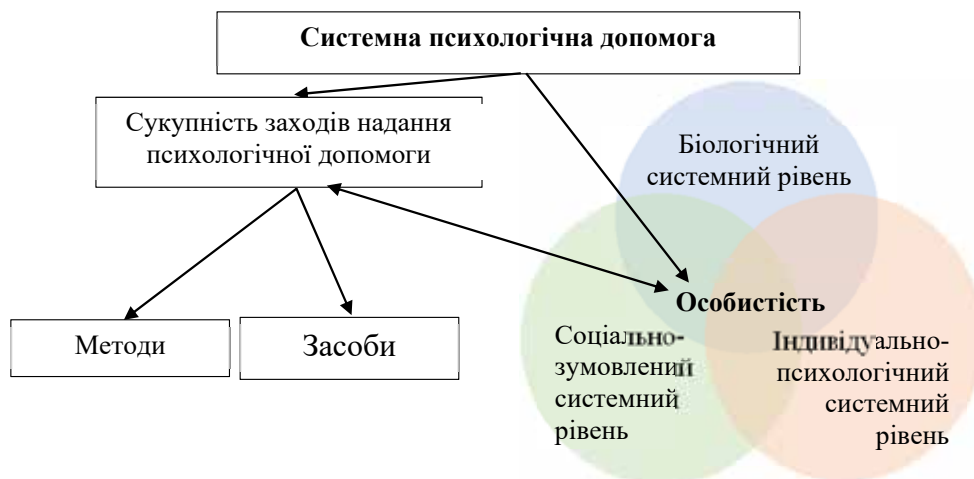 Системна психологічна допомога
Сукупність заходів надання
психологічної допомоги
Біологічний
системний рівень
Особистість
Методи
Засоби
Соціально-
зумовлений
системний
рівень
Індивідуально-
психологічний
системний
рівень